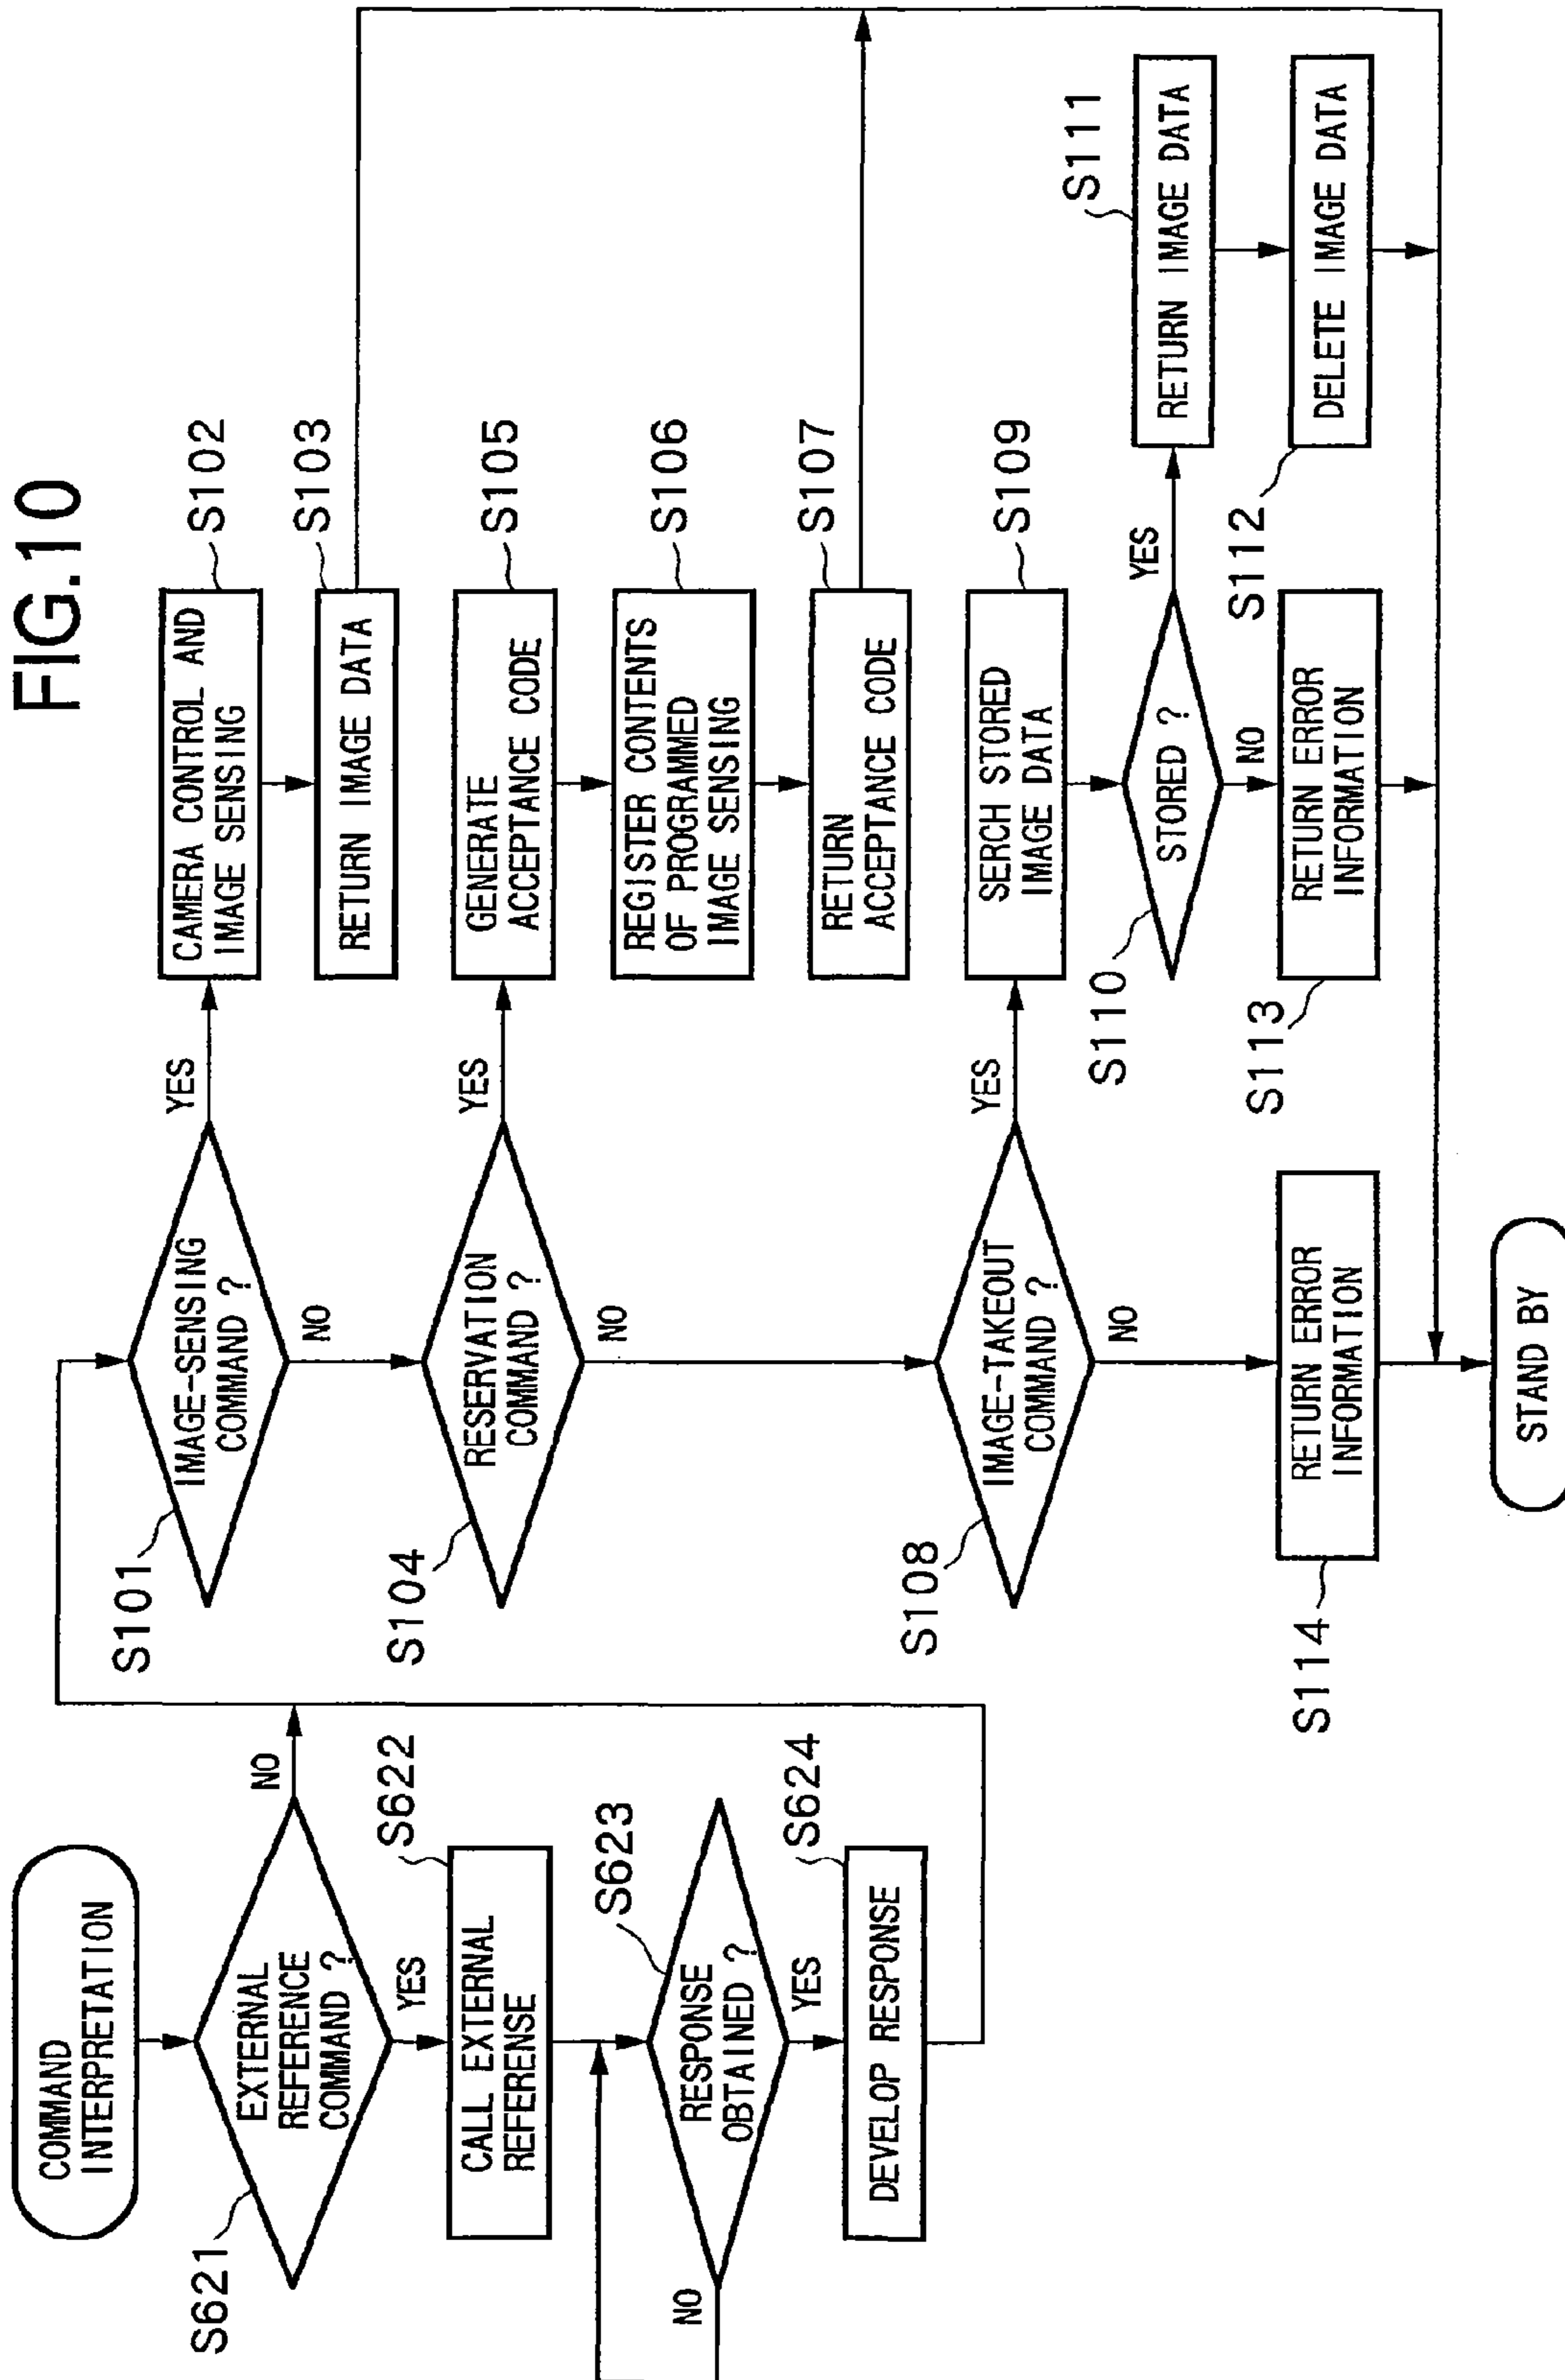 FIG.10
COMMAND
INTERPRETATION
S621
EXTERNAL
REFERENCE
COMMAND ?
NO
YES
S622
CALL EXTERNAL
REFERENSE
S623
RESPONSE
OBTAINED ?
NO
YES
S624
DEVELOP RESPONSE
S101
IMAGE-SENSING
COMMAND ?
YES
NO
S102
CAMERA CONTROL AND
IMAGE SENSING
S103
RETURN IMAGE DATA
S104
RESERVATION
COMMAND ?
YES
NO
S105
GENERATE
ACCEPTANCE CODE
S106
REGISTER CONTENTS
OF PROGRAMMED
IMAGE SENSING
S107
RETURN
ACCEPTANCE CODE
S108
IMAGE-TAKEOUT
COMMAND ?
YES
NO
S109
SERCH STORED
IMAGE DATA
S110
STORED ?
YES
NO
S111
RETURN IMAGE DATA
S112
DELETE IMAGE DATA
S113
RETURN ERROR
INFORMATION
S114
RETURN ERROR
INFORMATION
STAND BY